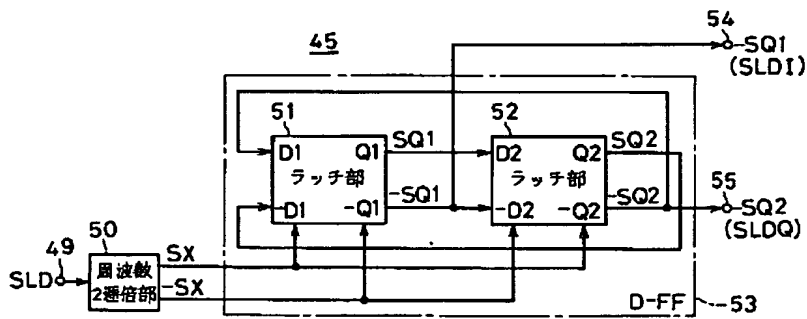 54
45
-SQ1
(SLDI)
51
52
D1 Q1
SQ1
D2 Q2
SQ2
ラッチ部
ラッチ部
-SQ1
-SQ2
55
-D1 -Q1
-D2 -Q2
-SQ2
(SLDQ)
50
49
SX
SLD
周波数
2逓倍部
-SX
D-FF
53